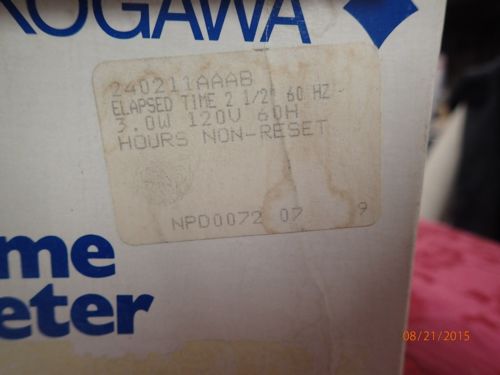 OGAWA
240211AAAB
ELAPSED TIME 2 1/2" 60 HZ -
3.0W 120V 60H
HOURS NON-RESET
NPD0072 07 9
me
eter
08/21/2015